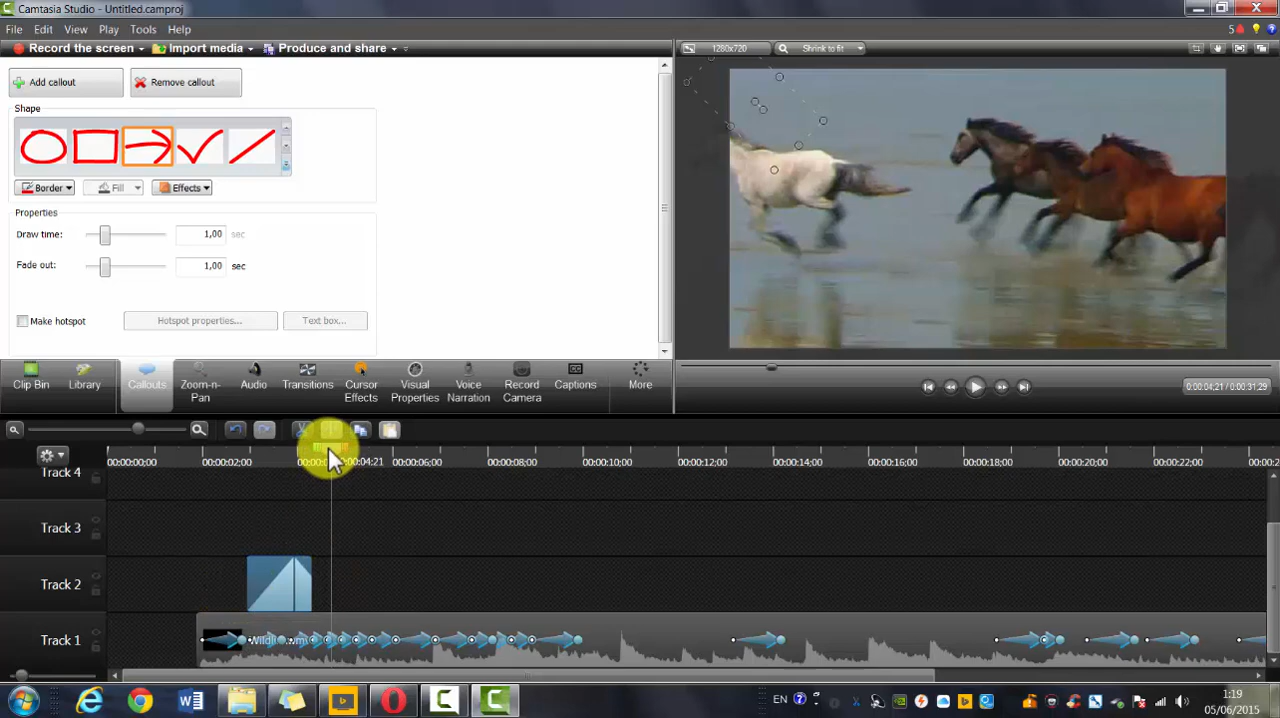 Camtasia Studio - Untitled.camproj
File Edit View Play Tools Help
5
Record the screen Import media Produce and share
1280x720 Shrink to fit
Add callout Remove callout
Shape
Border Fill Effects
Properties
Draw time: 1,00 sec
Fade out: 1,00 sec
Make hotspot Hotspot properties... Text box...
Clip Bin Library Callouts Zoom-n-Pan Audio Transitions Cursor Effects Visual Properties Voice Narration Record Camera CC Captions More
0:00:04;21 / 0:00:31;29
00:00:00;00 00:00:02;00 00:00:04;21 00:00:06;00 00:00:08;00 00:00:10;00 00:00:12;00 00:00:14;00 00:00:16;00 00:00:18;00 00:00:20;00 00:00:22;00
Track 4
Track 3
Track 2
Track 1
EN 1:19
05/06/2015